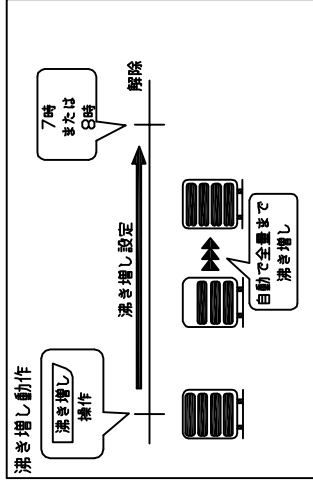 沸き増し動作
沸き増し
操作
沸き増し設定
7時
または
8時
解除
自動で全量まで
沸き増し